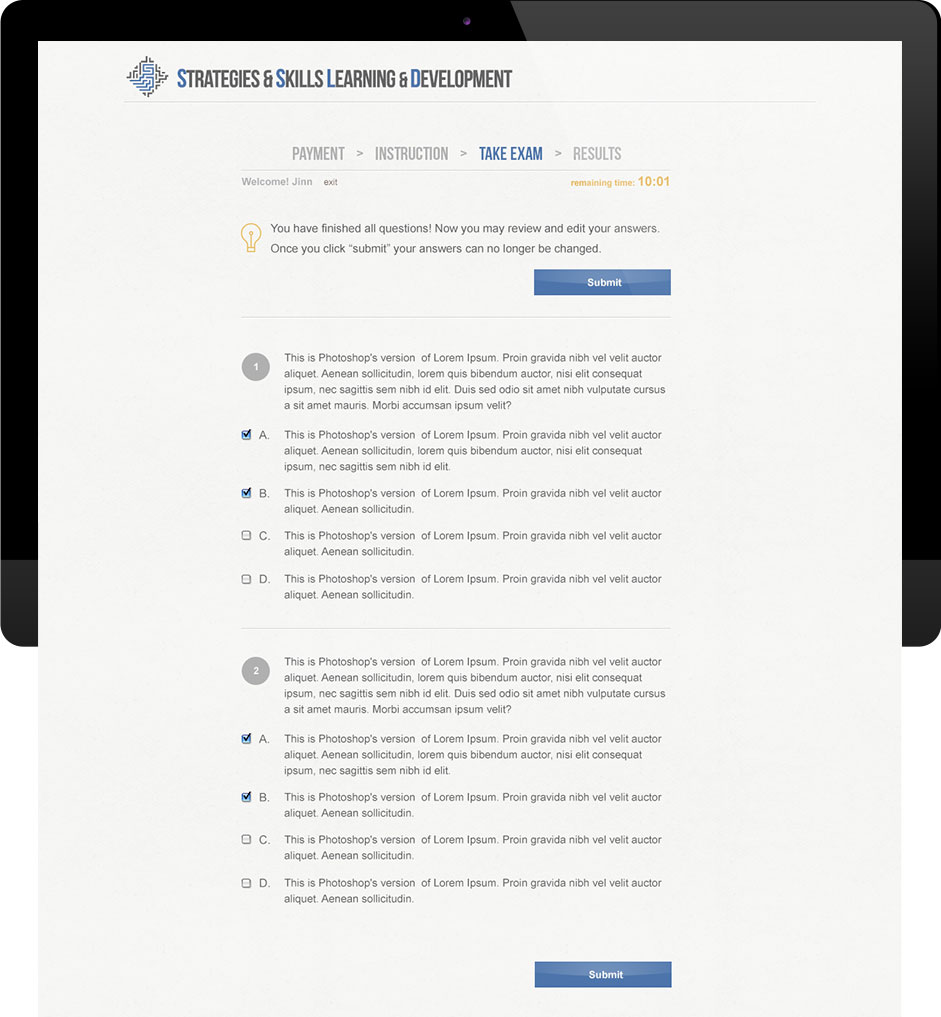 STRATEGIES & SKILLS LEARNING & DEVELOPMENT
PAYMENT > INSTRUCTION > TAKE EXAM > RESULTS
Welcome! Jinn exit remaining time: 10:01
You have finished all questions! Now you may review and edit your answers.
Once you click “submit” your answers can no longer be changed.
Submit
1 This is Photoshop's version of Lorem Ipsum. Proin gravida nibh vel velit auctor
aliquet. Aenean sollicitudin, lorem quis bibendum auctor, nisi elit consequat
ipsum, nec sagittis sem nibh id elit. Duis sed odio sit amet nibh vulputate cursus
a sit amet mauris. Morbi accumsan ipsum velit?
A. This is Photoshop's version of Lorem Ipsum. Proin gravida nibh vel velit auctor
aliquet. Aenean sollicitudin, lorem quis bibendum auctor, nisi elit consequat
ipsum, nec sagittis sem nibh id elit.
B. This is Photoshop's version of Lorem Ipsum. Proin gravida nibh vel velit auctor
aliquet. Aenean sollicitudin.
C. This is Photoshop's version of Lorem Ipsum. Proin gravida nibh vel velit auctor
aliquet. Aenean sollicitudin.
D. This is Photoshop's version of Lorem Ipsum. Proin gravida nibh vel velit auctor
aliquet. Aenean sollicitudin.
2 This is Photoshop's version of Lorem Ipsum. Proin gravida nibh vel velit auctor
aliquet. Aenean sollicitudin, lorem quis bibendum auctor, nisi elit consequat
ipsum, nec sagittis sem nibh id elit. Duis sed odio sit amet nibh vulputate cursus
a sit amet mauris. Morbi accumsan ipsum velit?
A. This is Photoshop's version of Lorem Ipsum. Proin gravida nibh vel velit auctor
aliquet. Aenean sollicitudin, lorem quis bibendum auctor, nisi elit consequat
ipsum, nec sagittis sem nibh id elit.
B. This is Photoshop's version of Lorem Ipsum. Proin gravida nibh vel velit auctor
aliquet. Aenean sollicitudin.
C. This is Photoshop's version of Lorem Ipsum. Proin gravida nibh vel velit auctor
aliquet. Aenean sollicitudin.
D. This is Photoshop's version of Lorem Ipsum. Proin gravida nibh vel velit auctor
aliquet. Aenean sollicitudin.
Submit